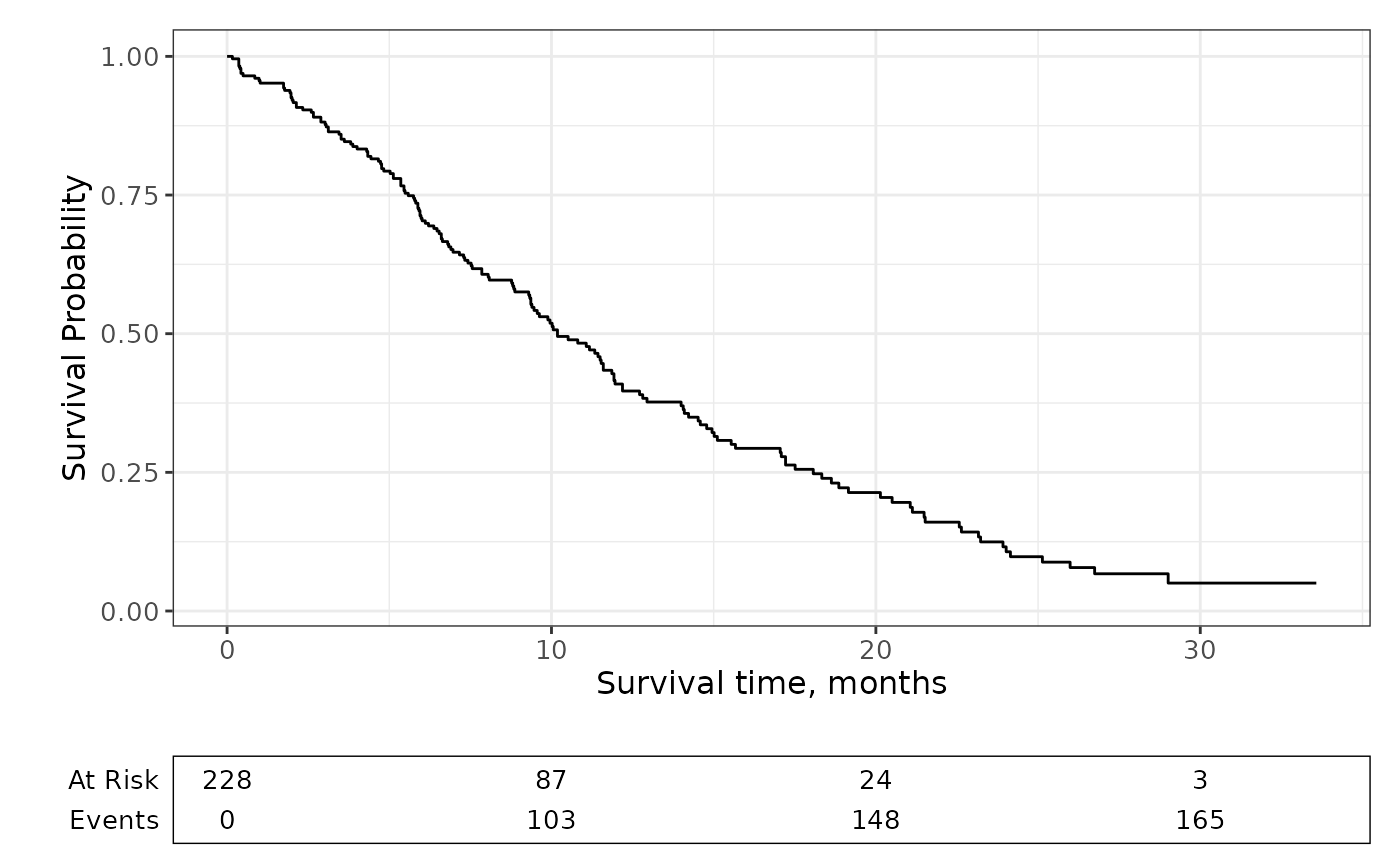 Survival Probability
1.00
0.75
0.50
0.25
0.00
0 10 20 30
Survival time, months
At Risk 228 87 24 3
Events 0 103 148 165